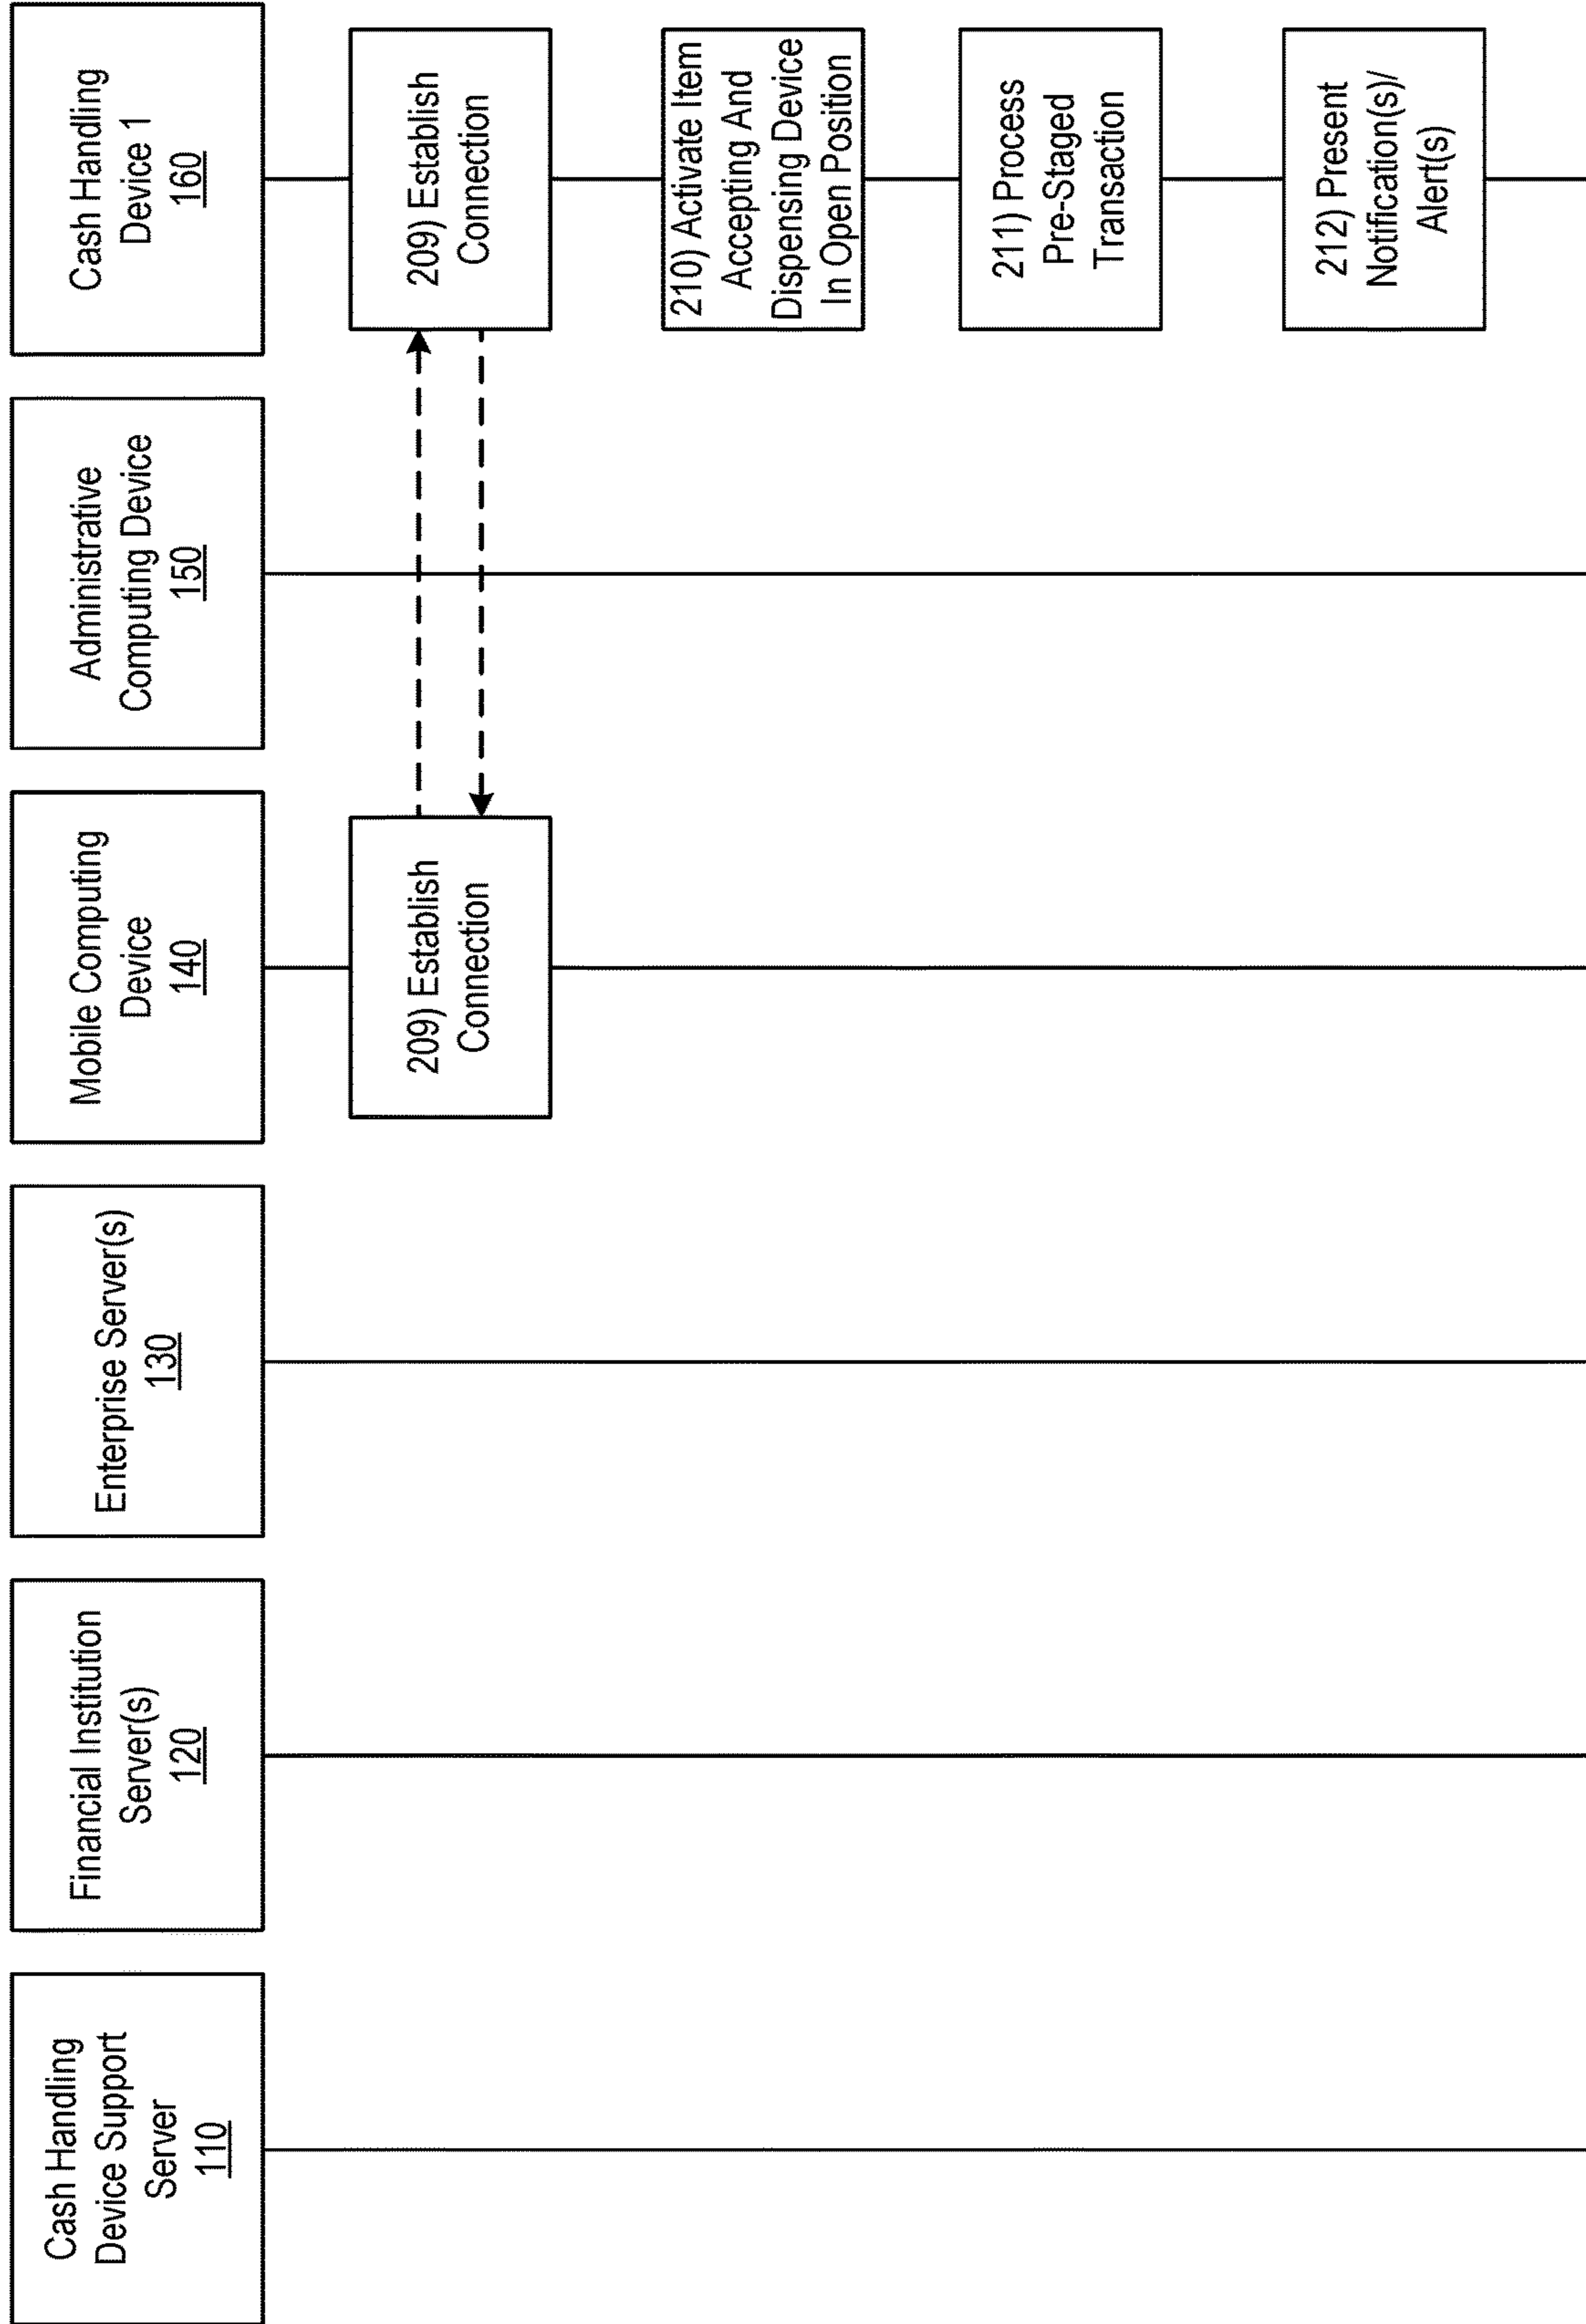 Cash Handling
Device Support
Server
110
Financial Institution
Server(s)
120
Enterprise Server(s)
130
Mobile Computing
Device
140
Administrative
Computing Device
150
Cash Handling
Device 1
160
209) Establish
Connection
209) Establish
Connection
210) Activate Item
Accepting And
Dispensing Device
In Open Position
211) Process
Pre-Staged
Transaction
212) Present
Notification(s)/
Alert(s)